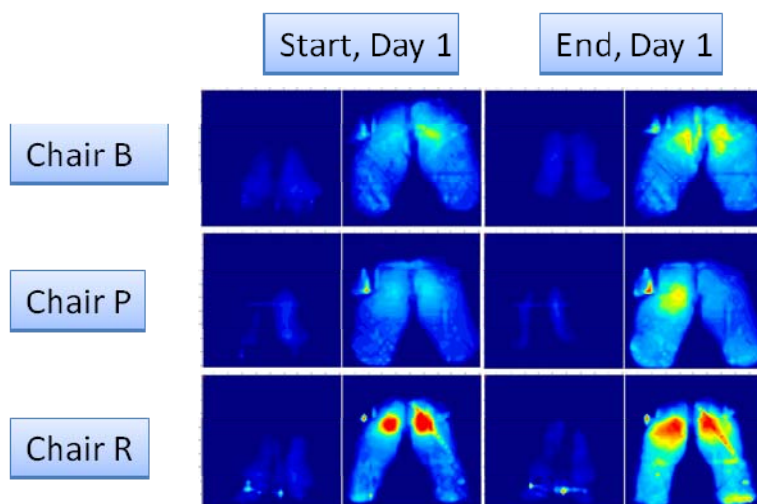 Start, Day 1
End, Day 1
Chair B
Chair P
Chair R